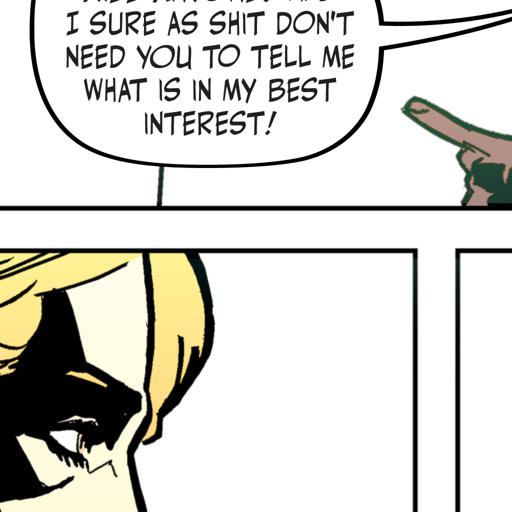 I SURE AS SHIT DON'T
NEED YOU TO TELL ME
WHAT IS IN MY BEST
INTEREST!